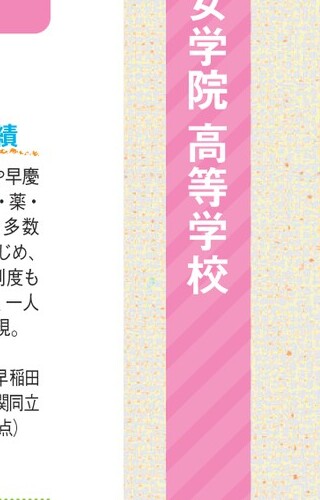 女学院 高等学校
績
や早慶
・薬・
多数
じめ、
制度も
、一人
現。
早稲田
関同立
点）